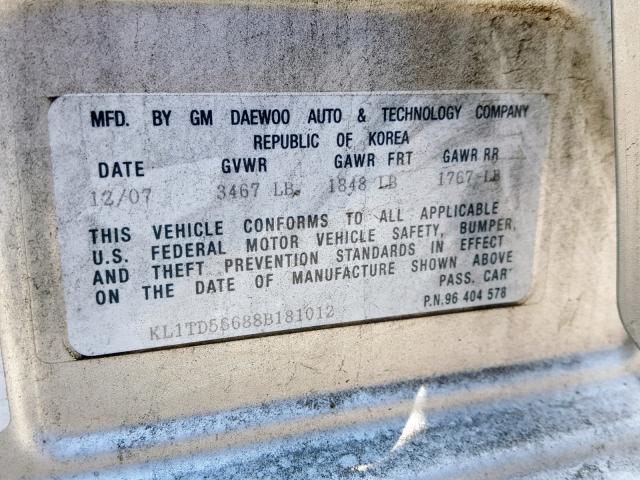 MFD. BY GM DAEWOO AUTO & TECHNOLOGY COMPANY
REPUBLIC OF KOREA
DATE GVWR GAWR FRT GAWR RR
12/07 3467 LB. 1848 LB 1767 LB
THIS VEHICLE CONFORMS TO ALL APPLICABLE
U.S. FEDERAL MOTOR VEHICLE SAFETY, BUMPER,
AND THEFT PREVENTION STANDARDS IN EFFECT
ON THE DATE OF MANUFACTURE SHOWN ABOVE
PASS. CAR
P.N.96 404 578
KL1TD56688B181012